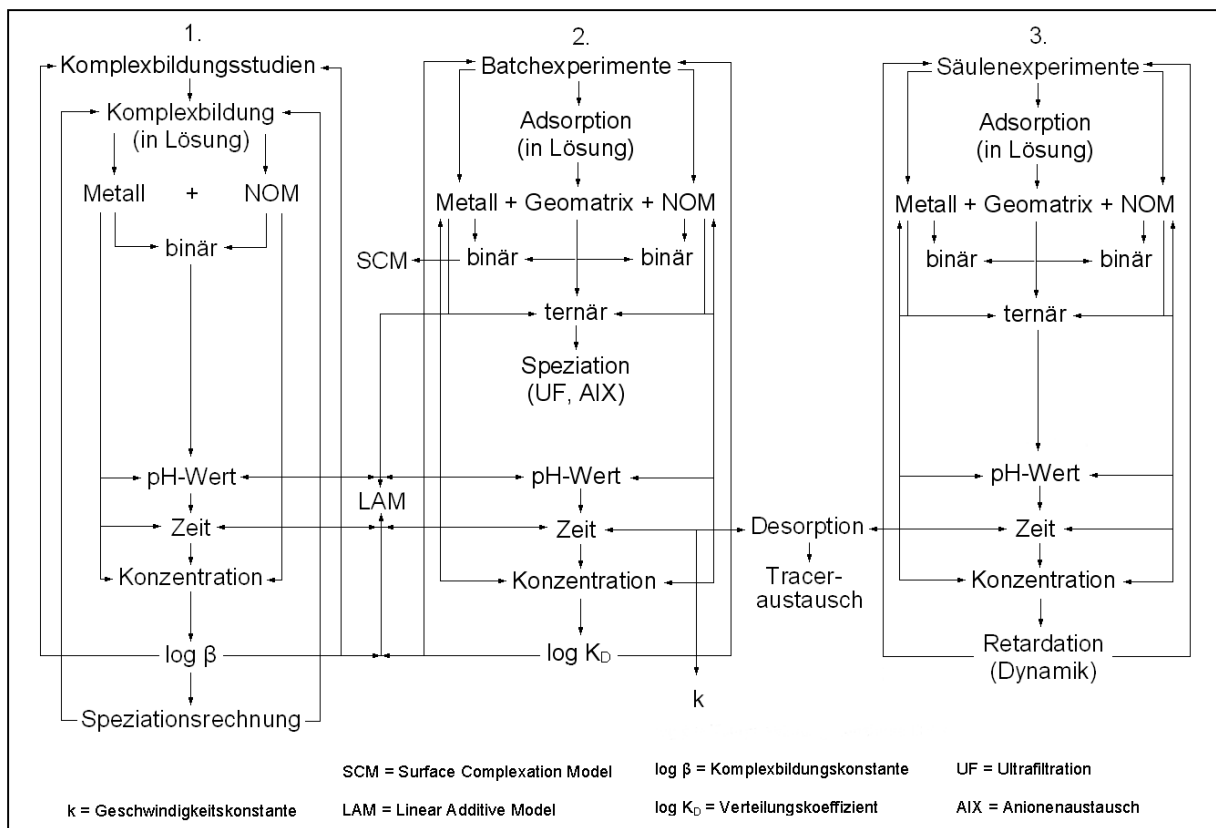 1.
Komplexbildungsstudien
Komplexbildung
(in Lösung)
Metall + NOM
binär
pH-Wert
Zeit
Konzentration
log β
Speziationsrechnung
2.
Batchexperimente
Adsorption
(in Lösung)
Metall + Geomatrix + NOM
SCM
binär
binär
ternär
Speziation
(UF, AIX)
pH-Wert
LAM
Zeit
Konzentration
log K_D
k
Desorption
Tracer-
austausch
3.
Säulenexperimente
Adsorption
(in Lösung)
Metall + Geomatrix + NOM
binär
binär
ternär
pH-Wert
Zeit
Konzentration
Retardation
(Dynamik)
SCM = Surface Complexation Model
log β = Komplexbildungskonstante
UF = Ultrafiltration
k = Geschwindigkeitskonstante
LAM = Linear Additive Model
log K_D = Verteilungskoeffizient
AIX = Anionenaustausch